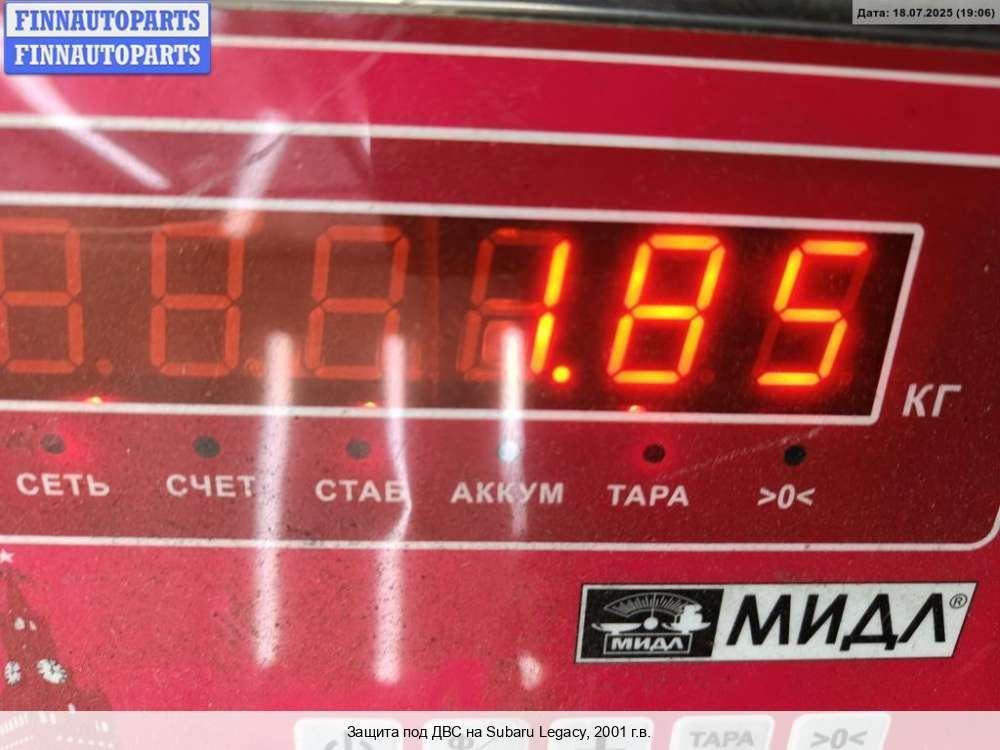 FINNAUTOPARTS
FINNAUTOPARTS
Дата: 18.07.2025 (19:06)
1.85
КГ
СЕТЬ СЧЕТ СТАБ АККУМ ТАРА >0<
МИДЛ МИДЛ®
Защита под ДВС на Subaru Legacy, 2001 г.в.
ТАРА >0<